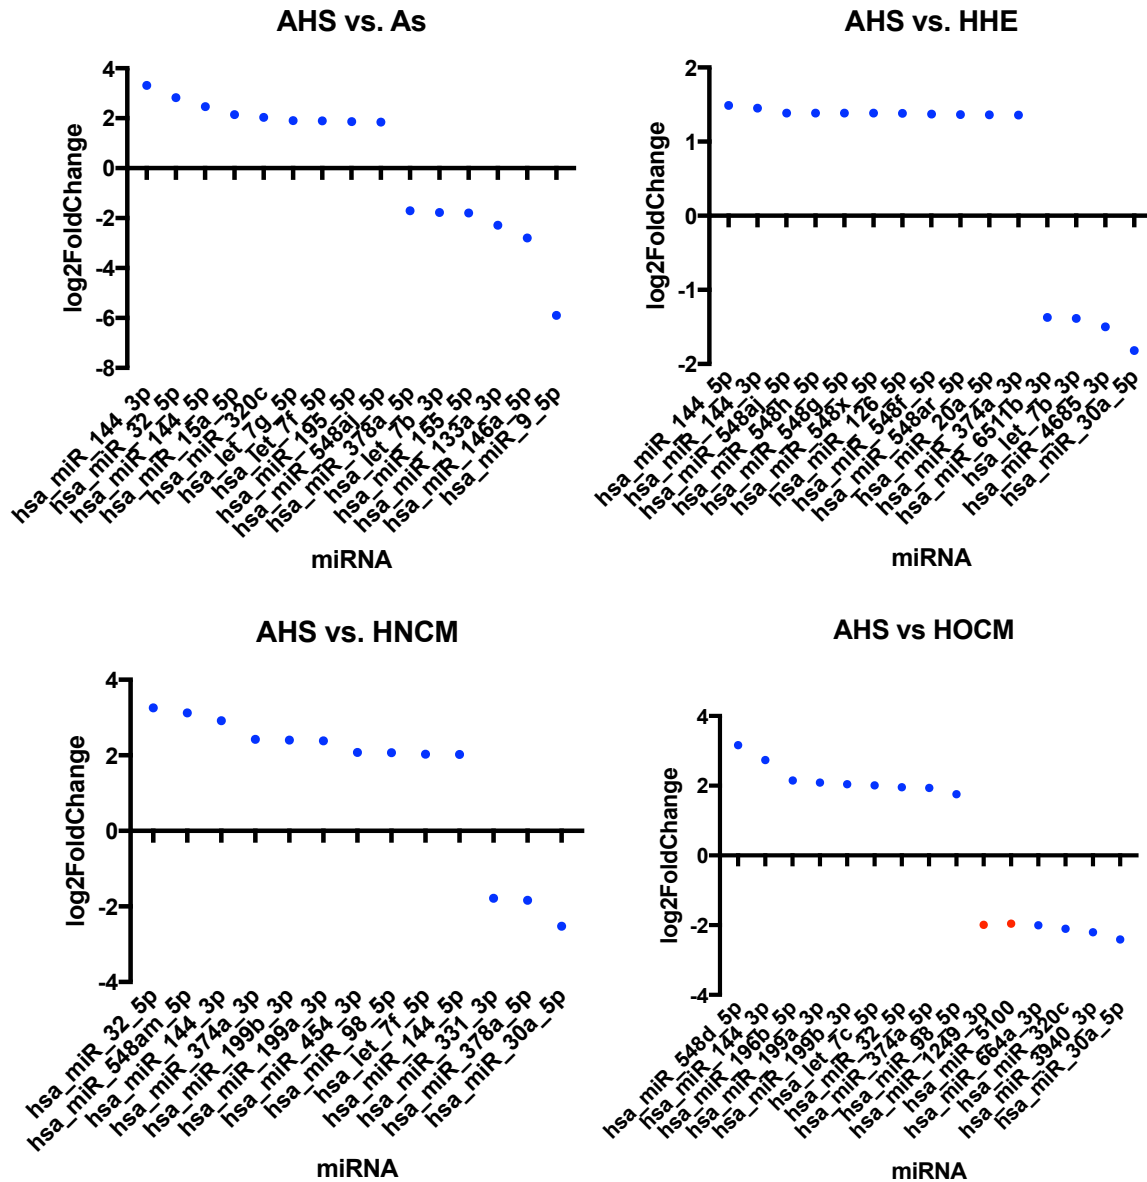 AHS vs. As
4
2
0
-2
-4
-6
-8
log2FoldChange
hsa_miR_144_3p
hsa_miR_32_5p
hsa_miR_144_5p
hsa_miR_15a_5p
hsa_miR_320c
hsa_let_7g_5p
hsa_let_7f_5p
hsa_miR_195_5p
hsa_miR_548aj_5p
hsa_miR_378a_5p
hsa_let_7b_3p
hsa_miR_155_5p
hsa_miR_133a_3p
hsa_miR_146a_5p
hsa_miR_9_5p
miRNA
AHS vs. HHE
2
1
0
-1
-2
log2FoldChange
hsa_miR_144_5p
hsa_miR_144_3p
hsa_miR_548aj_5p
hsa_miR_548h_5p
hsa_miR_548g_5p
hsa_miR_548x_5p
hsa_miR_126_5p
hsa_miR_548f_5p
hsa_miR_548ar_5p
hsa_miR_20a_5p
hsa_miR_374a_3p
hsa_miR_651b_3p
hsa_let_7b_3p
hsa_miR_4685_3p
hsa_miR_30a_5p
miRNA
AHS vs. HNCM
4
2
0
-2
-4
log2FoldChange
hsa_miR_32_5p
hsa_miR_548am_5p
hsa_miR_144_3p
hsa_miR_374a_3p
hsa_miR_199b_3p
hsa_miR_199a_3p
hsa_miR_454_3p
hsa_miR_98_5p
hsa_let_7f_5p
hsa_miR_144_5p
hsa_miR_331_3p
hsa_miR_378a_5p
hsa_miR_30a_5p
miRNA
AHS vs HOCM
4
2
0
-2
-4
log2FoldChange
hsa_miR_548d_5p
hsa_miR_144_3p
hsa_miR_196b_5p
hsa_miR_199a_3p
hsa_miR_199b_3p
hsa_let_7c_5p
hsa_miR_32_5p
hsa_miR_374a_5p
hsa_miR_98_5p
hsa_miR_1249_3p
hsa_miR_5100
hsa_miR_664a_3p
hsa_miR_320c
hsa_miR_3940_3p
hsa_miR_30a_5p
miRNA